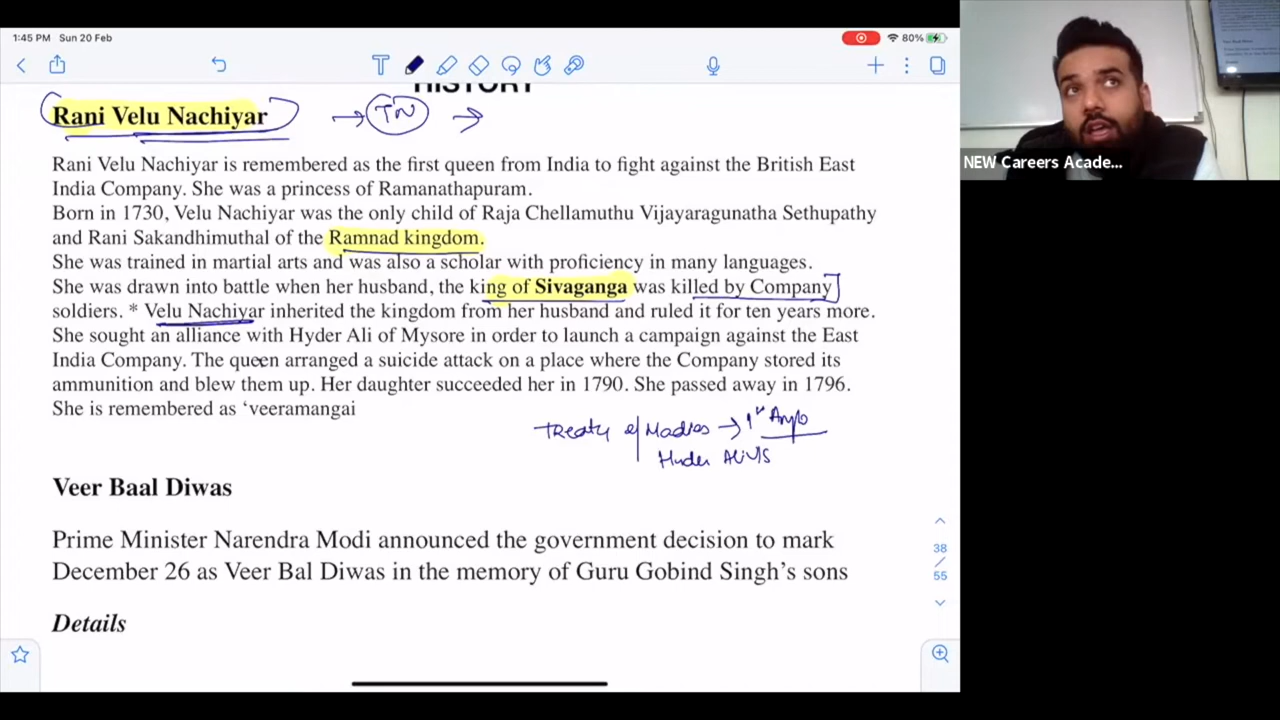 1:45 PM Sun 20 Feb
80%
HISTORY
Rani Velu Nachiyar → TN →
Rani Velu Nachiyar is remembered as the first queen from India to fight against the British East
India Company. She was a princess of Ramanathapuram.
Born in 1730, Velu Nachiyar was the only child of Raja Chellamuthu Vijayaragunatha Sethupathy
and Rani Sakandhimuthal of the Ramnad kingdom.
She was trained in martial arts and was also a scholar with proficiency in many languages.
She was drawn into battle when her husband, the king of Sivaganga was killed by Company
soldiers. * Velu Nachiyar inherited the kingdom from her husband and ruled it for ten years more.
She sought an alliance with Hyder Ali of Mysore in order to launch a campaign against the East
India Company. The queen arranged a suicide attack on a place where the Company stored its
ammunition and blew them up. Her daughter succeeded her in 1790. She passed away in 1796.
She is remembered as ‘veeramangai
Treaty of Madras → 1st Anglo
Hyder Ali V/S
Veer Baal Diwas
Prime Minister Narendra Modi announced the government decision to mark
December 26 as Veer Bal Diwas in the memory of Guru Gobind Singh’s sons
Details
38
/
55
NEW Careers Acade...